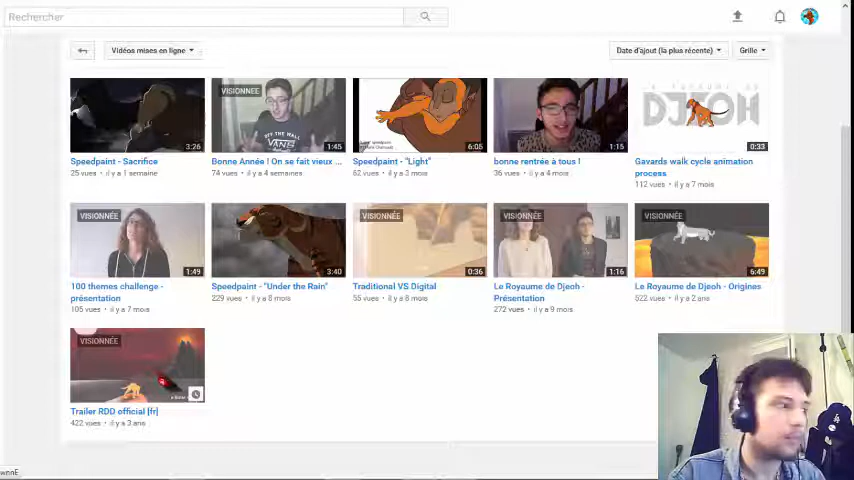 Rechercher
Vidéos mises en ligne
Date d'ajout (la plus récente)
Grille
3:26
Speedpaint - Sacrifice
25 vues • il y a 1 semaine
VISIONNÉE
OFF THE WALL
VANS
1:45
Bonne Année ! On se fait vieux ...
74 vues • il y a 4 semaines
6:05
Speedpaint - "Light"
62 vues • il y a 3 mois
1:15
bonne rentrée à tous !
36 vues • il y a 4 mois
DJEOH
0:33
Gavards walk cycle animation
process
112 vues • il y a 7 mois
VISIONNÉE
1:49
100 themes challenge -
présentation
105 vues • il y a 7 mois
VISIONNÉE
3:40
Speedpaint - "Under the Rain"
229 vues • il y a 8 mois
VISIONNÉE
0:36
Traditional VS Digital
55 vues • il y a 8 mois
VISIONNÉE
1:16
Le Royaume de Djeoh -
Présentation
272 vues • il y a 9 mois
VISIONNÉE
6:49
Le Royaume de Djeoh - Origines
522 vues • il y a 2 ans
VISIONNÉE
Trailer RDD official [fr]
422 vues • il y a 3 ans